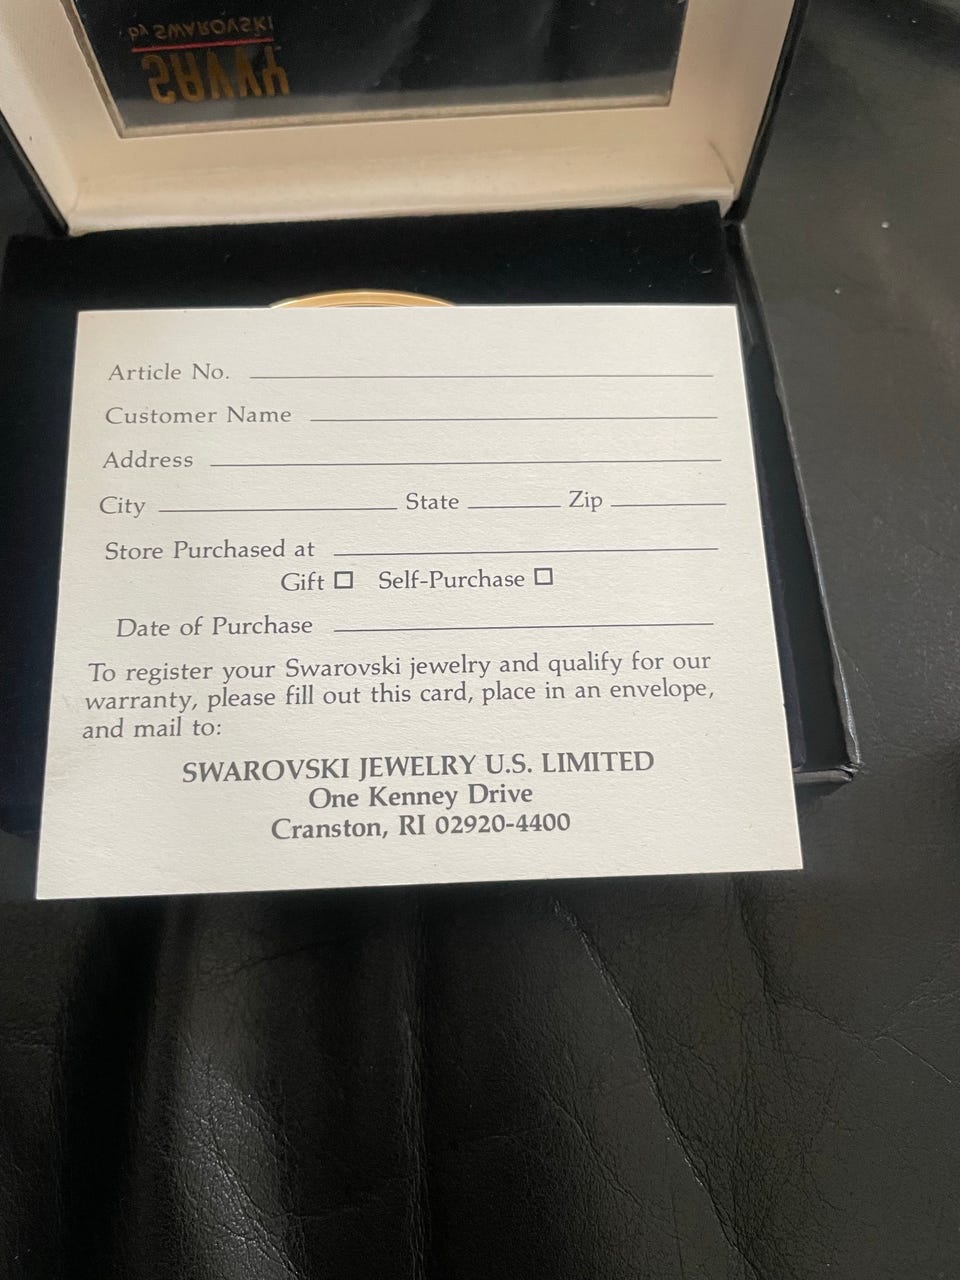 by SWAROVSKI
SAVVY
Article No.
Customer Name
Address
City State Zip
Store Purchased at
Gift Self-Purchase
Date of Purchase
To register your Swarovski jewelry and qualify for our
warranty, please fill out this card, place in an envelope,
and mail to:
SWAROVSKI JEWELRY U.S. LIMITED
One Kenney Drive
Cranston, RI 02920-4400